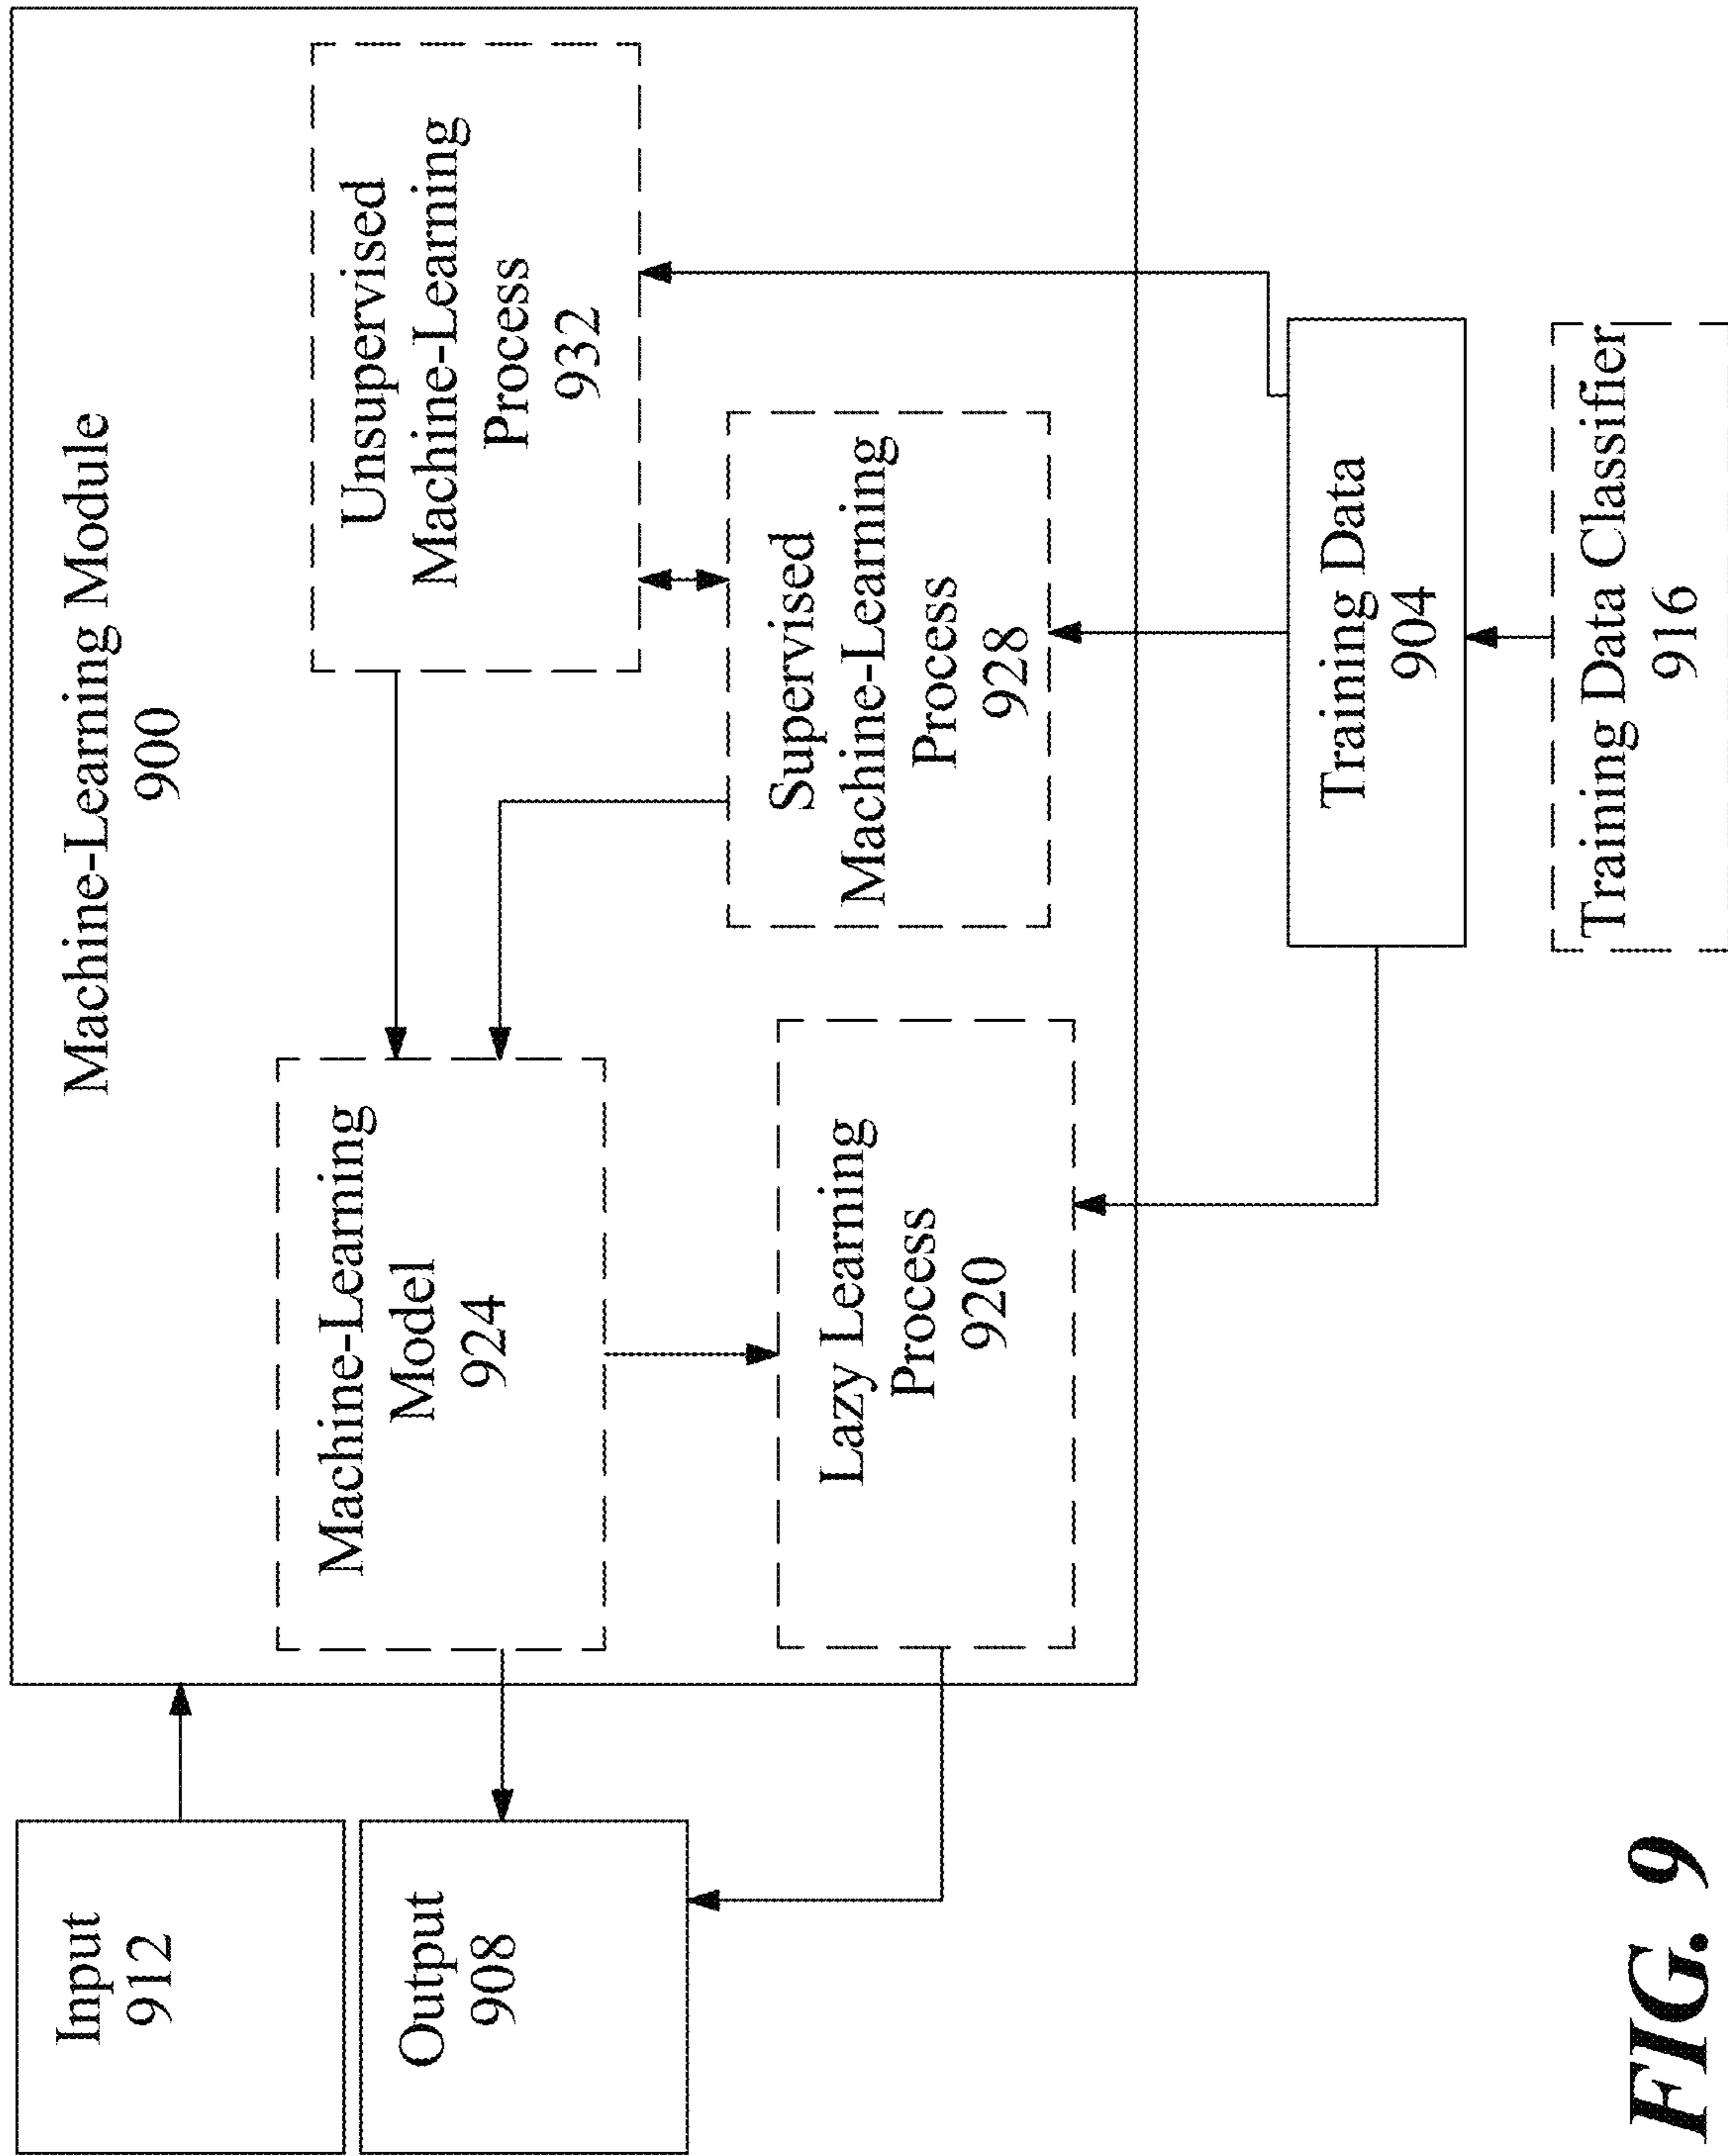 Machine-Learning Module
900
Input
912
Output
908
Machine-Learning
Model
924
Unsupervised
Machine-Learning
Process
932
Lazy Learning
Process
920
Supervised
Machine-Learning
Process
928
Training Data
904
Training Data Classifier
916
FIG. 9